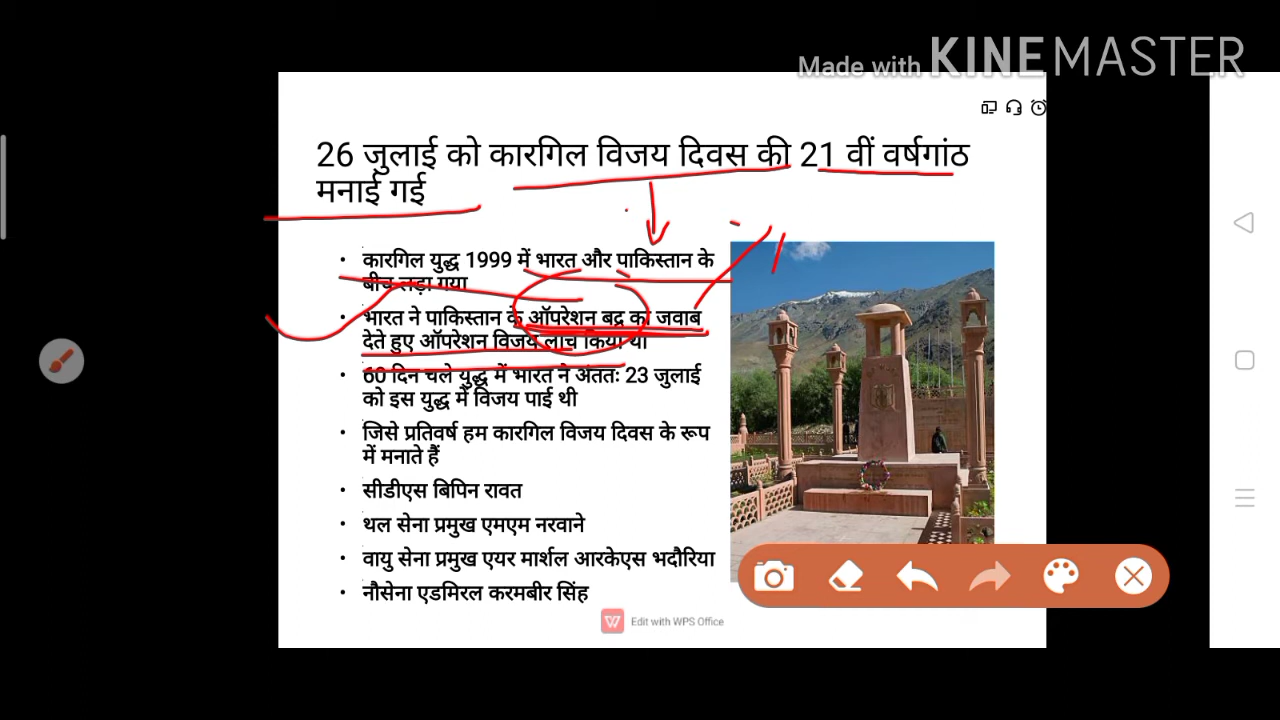 Made with KINEMASTER
26 जुलाई को कारगिल विजय दिवस की 21 वीं वर्षगांठ
मनाई गई
• कारगिल युद्ध 1999 में भारत और पाकिस्तान के
बीच लड़ा गया
• भारत ने पाकिस्तान के ऑपरेशन बद्र का जवाब
देते हुए ऑपरेशन विजय लांच किया था
• 60 दिन चले युद्ध में भारत ने अंततः 23 जुलाई
को इस युद्ध में विजय पाई थी
• जिसे प्रतिवर्ष हम कारगिल विजय दिवस के रूप
में मनाते हैं
• सीडीएस बिपिन रावत
• थल सेना प्रमुख एमएम नरवाने
• वायु सेना प्रमुख एयर मार्शल आरकेएस भदौरिया
• नौसेना एडमिरल करमबीर सिंह
Edit with WPS Office